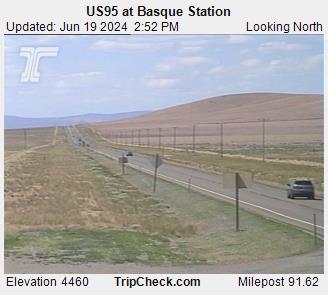 US95 at Basque Station
Updated: Jun 19 2024 2:52 PM Looking North
Elevation 4460 TripCheck.com Milepost 91.62